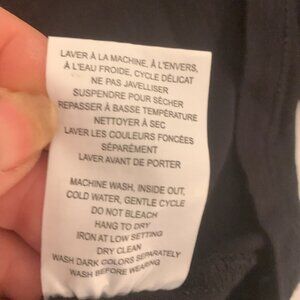 LAVER À LA MACHINE, À L'ENVERS,
À L'EAU FROIDE, CYCLE DÉLICAT
NE PAS JAVELLISER
SUSPENDRE POUR SÉCHER
REPASSER À BASSE TEMPÉRATURE
NETTOYER À SEC
LAVER LES COULEURS FONCÉES
SÉPARÉMENT
LAVER AVANT DE PORTER
MACHINE WASH, INSIDE OUT,
COLD WATER, GENTLE CYCLE
DO NOT BLEACH
HANG TO DRY
IRON AT LOW SETTING
DRY CLEAN
WASH DARK COLORS SEPARATELY
WASH BEFORE WEARING